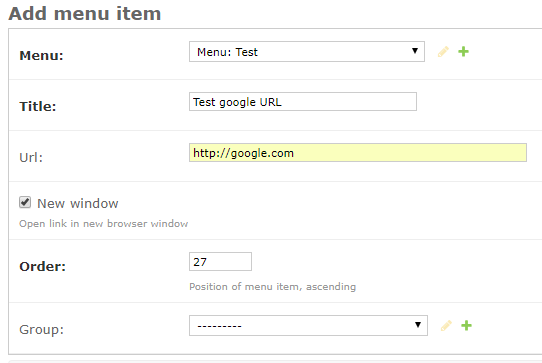 Add menu item
Menu: Menu: Test
Title: Test google URL
Url: http://google.com
New window
Open link in new browser window
Order: 27
Position of menu item, ascending
Group: ---------